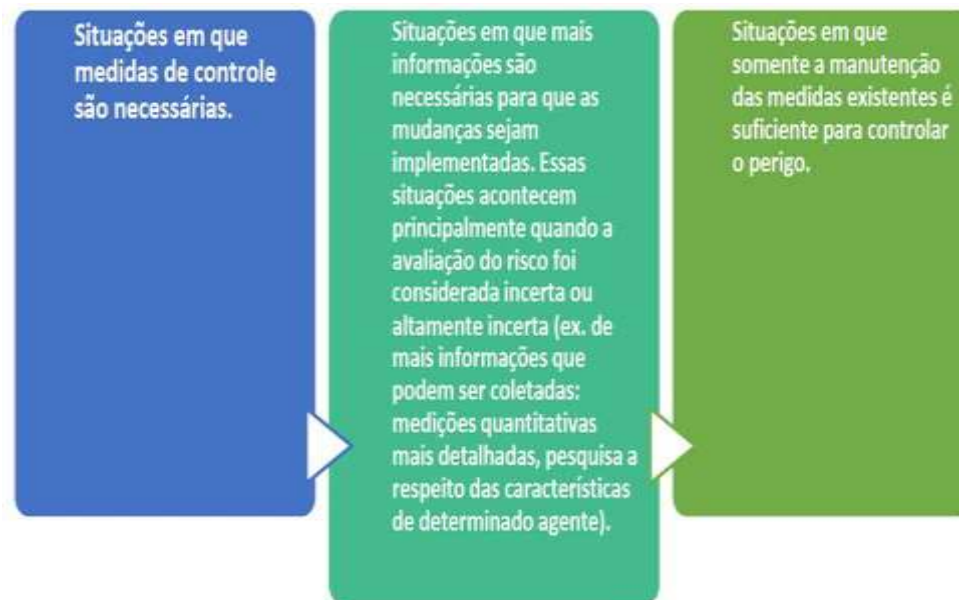 Situações em que
medidas de controle
são necessárias.
Situações em que mais
informações são
necessárias para que as
mudanças sejam
implementadas. Essas
situações acontecem
principalmente quando a
avaliação do risco foi
considerada incerta ou
altamente incerta (ex. de
mais informações que
podem ser coletadas:
medições quantitativas
mais detalhadas, pesquisa a
respeito das características
de determinado agente).
Situações em que
somente a manutenção
das medidas existentes é
suficiente para controlar
o perigo.